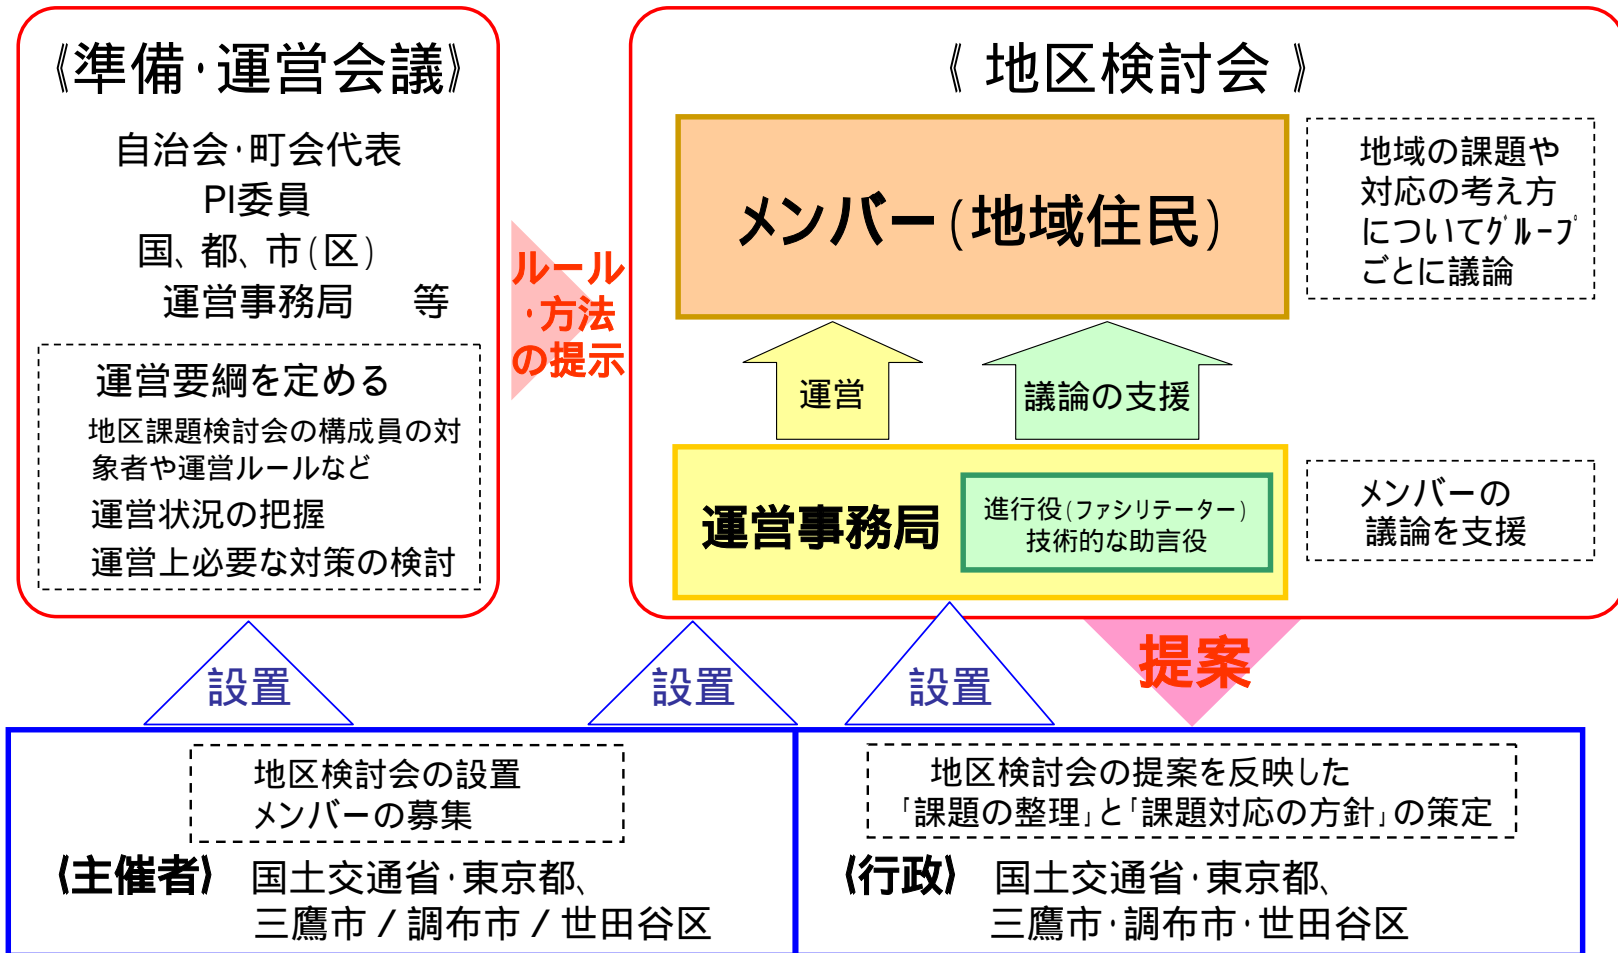 《準備・運営会議》
自治会・町会代表
PI委員
国、都、市(区)
運営事務局　等
運営要綱を定める
地区課題検討会の構成員の対
象者や運営ルールなど
運営状況の把握
運営上必要な対策の検討
ルール
・方法
の提示
《 地区検討会 》
メンバー(地域住民)
地域の課題や
対応の考え方
についてグループ
ごとに議論
運営
議論の支援
運営事務局
進行役(ファシリテーター)
技術的な助言役
メンバーの
議論を支援
設置
設置
設置
提案
地区検討会の設置
メンバーの募集
《主催者》 国土交通省・東京都、
三鷹市 / 調布市 / 世田谷区
地区検討会の提案を反映した
「課題の整理」と「課題対応の方針」の策定
《行政》 国土交通省・東京都、
三鷹市・調布市・世田谷区